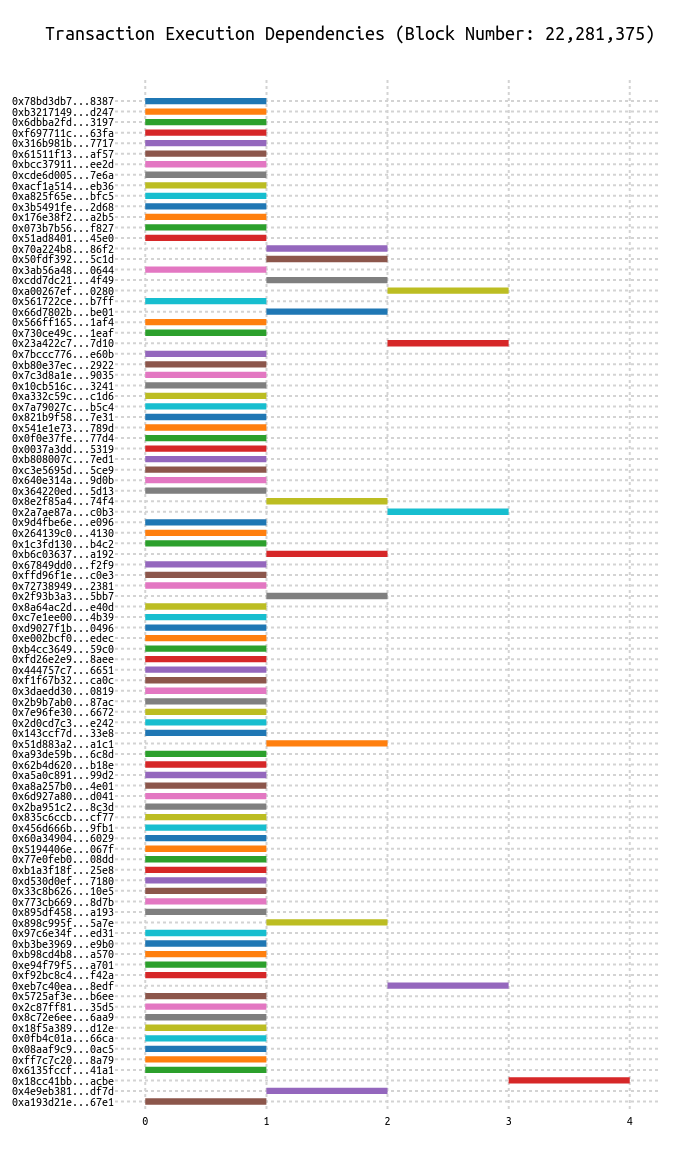 Transaction Execution Dependencies (Block Number: 22,281,375)
0x78bd3db7...8387
0xb3217149...d247
0x6dbba2fd...3197
0xf697711c...63fa
0x316b981b...7717
0x61511f13...af57
0xbcc37911...ee2d
0xcde6d005...7e6a
0xacf1a514...eb36
0xa825f65e...bfc5
0x3b5491fe...2d68
0x176e38f2...a2b5
0x073b7b56...f827
0x51ad8401...45e0
0x70a224b8...86f2
0x50fdf392...5c1d
0x3ab56a48...0644
0xcdd7dc21...4f49
0xa00267ef...0280
0x561722ce...b7ff
0x66d7802b...be01
0x566ff165...1af4
0x730ce49c...1eaf
0x23a422c7...7d10
0x7bccc776...e60b
0xb80e37ec...2922
0x7c3d8a1e...9035
0x10cb516c...3241
0xa332c59c...c1d6
0x7a79027c...b5c4
0x821b9f58...7e31
0x541e1e73...789d
0x0f0e37fe...77d4
0x0037a3dd...5319
0xb808007c...7ed1
0xc3e5695d...5ce9
0x640e314a...9d0b
0x364220ed...5d13
0x8e2f85a4...74f4
0x2a7ae87a...c0b3
0x9d4fbe6e...e096
0x264139c0...4130
0x1c3fd130...b4c2
0xb6c03637...a192
0x67849dd0...f2f9
0xffd96f1e...c0e3
0x72738949...2381
0x2f93b3a3...5bb7
0x8a64ac2d...e40d
0xc7e1ee00...4b39
0xd9027f1b...0496
0xe002bcf0...edec
0xb4cc3649...59c0
0xfd26e2e9...8aee
0x444757c7...6651
0xf1f67b32...ca0c
0x3daedd30...0819
0x2b9b7ab0...87ac
0x7e96fe30...6672
0x2d0cd7c3...e242
0x143ccf7d...33e8
0x51d883a2...a1c1
0xa93de59b...6c8d
0x62b4d620...b18e
0xa5a0c891...99d2
0xa8a257b0...4e01
0x6d927a80...d041
0x2ba951c2...8c3d
0x835c6ccb...cf77
0x456d666b...9fb1
0x60a34904...6029
0x5194406e...067f
0x77e0feb0...08dd
0xb1a3f18f...25e8
0xd530d0ef...7180
0x33c8b626...10e5
0x773cb669...8d7b
0x895df458...a193
0x898c995f...5a7e
0x97c6e34f...ed31
0xb3be3969...e9b0
0xb98cd4b8...a570
0xe94f79f5...a701
0xf92bc8c4...f42a
0xeb7c40ea...8edf
0x5725af3e...b6ee
0x2c87ff81...35d5
0x8c72e6ee...6aa9
0x18f5a389...d12e
0x0fb4c01a...66ca
0x08aaf9c9...0ac5
0xff7c7c20...8a79
0x6135fccf...41a1
0x18cc41bb...acbe
0x4e9eb381...df7d
0xa193d21e...67e1
0 1 2 3 4